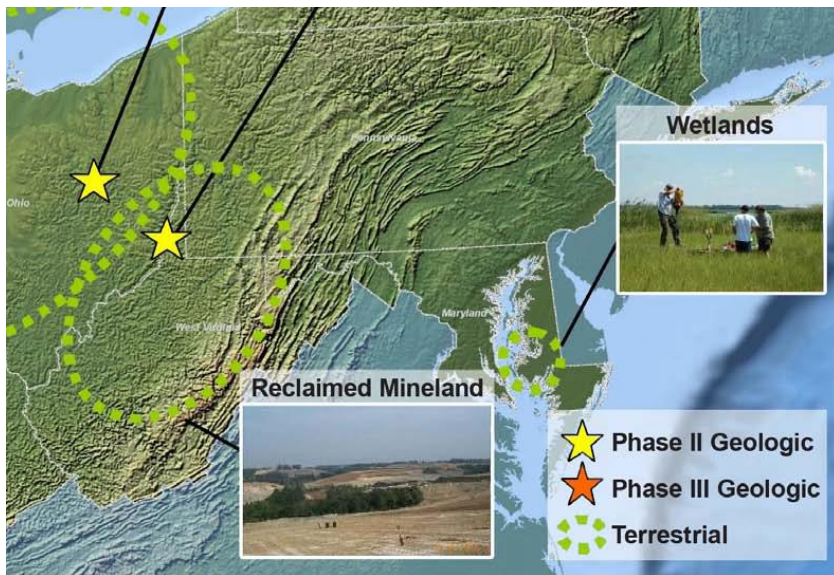 Pennsylvania
Wetlands
Ohio
Maryland
West Virginia
Reclaimed Mineland
Phase II Geologic
Phase III Geologic
Terrestrial